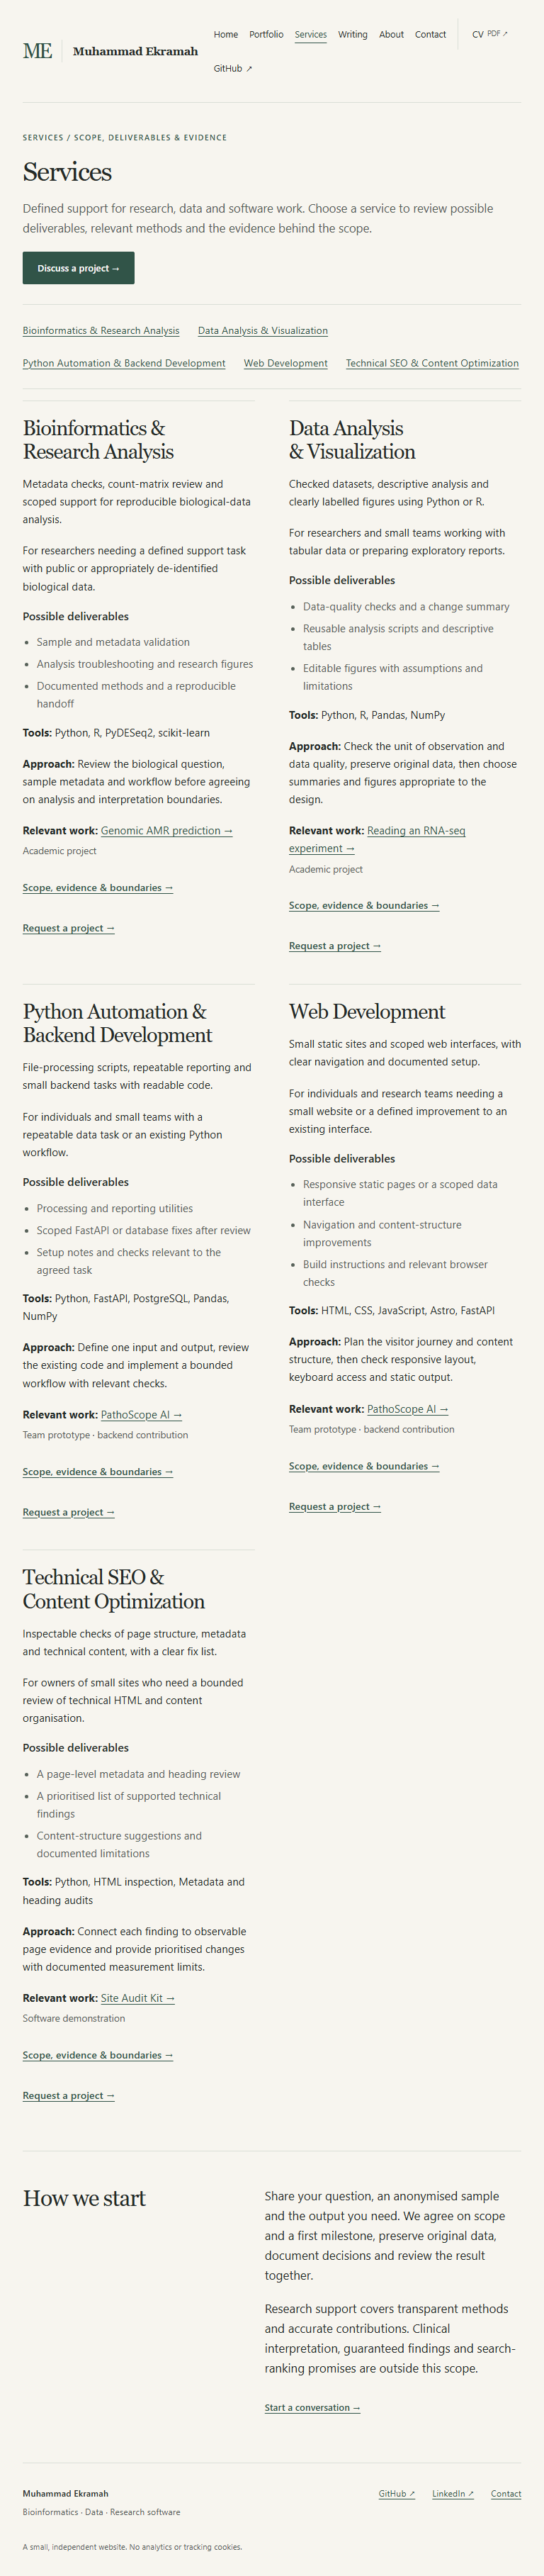 ME
Muhammad Ekramah
Home Portfolio Services Writing About Contact CV PDF ↗
GitHub ↗
SERVICES / SCOPE, DELIVERABLES & EVIDENCE
Services
Defined support for research, data and software work. Choose a service to review possible
deliverables, relevant methods and the evidence behind the scope.
Discuss a project →
Bioinformatics & Research Analysis Data Analysis & Visualization
Python Automation & Backend Development Web Development Technical SEO & Content Optimization
Bioinformatics &
Research Analysis
Metadata checks, count-matrix review and
scoped support for reproducible biological-data
analysis.
For researchers needing a defined support task
with public or appropriately de-identified
biological data.
Possible deliverables
• Sample and metadata validation
• Analysis troubleshooting and research figures
• Documented methods and a reproducible
handoff
Tools: Python, R, PyDESeq2, scikit-learn
Approach: Review the biological question,
sample metadata and workflow before agreeing
on analysis and interpretation boundaries.
Relevant work: Genomic AMR prediction →
Academic project
Scope, evidence & boundaries →
Request a project →
Data Analysis
& Visualization
Checked datasets, descriptive analysis and
clearly labelled figures using Python or R.
For researchers and small teams working with
tabular data or preparing exploratory reports.
Possible deliverables
• Data-quality checks and a change summary
• Reusable analysis scripts and descriptive
tables
• Editable figures with assumptions and
limitations
Tools: Python, R, Pandas, NumPy
Approach: Check the unit of observation and
data quality, preserve original data, then choose
summaries and figures appropriate to the
design.
Relevant work: Reading an RNA-seq
experiment →
Academic project
Scope, evidence & boundaries →
Request a project →
Python Automation &
Backend Development
File-processing scripts, repeatable reporting and
small backend tasks with readable code.
For individuals and small teams with a
repeatable data task or an existing Python
workflow.
Possible deliverables
• Processing and reporting utilities
• Scoped FastAPI or database fixes after review
• Setup notes and checks relevant to the
agreed task
Tools: Python, FastAPI, PostgreSQL, Pandas,
NumPy
Approach: Define one input and output, review
the existing code and implement a bounded
workflow with relevant checks.
Relevant work: PathoScope AI →
Team prototype · backend contribution
Scope, evidence & boundaries →
Request a project →
Web Development
Small static sites and scoped web interfaces, with
clear navigation and documented setup.
For individuals and research teams needing a
small website or a defined improvement to an
existing interface.
Possible deliverables
• Responsive static pages or a scoped data
interface
• Navigation and content-structure
improvements
• Build instructions and relevant browser
checks
Tools: HTML, CSS, JavaScript, Astro, FastAPI
Approach: Plan the visitor journey and content
structure, then check responsive layout,
keyboard access and static output.
Relevant work: PathoScope AI →
Team prototype · backend contribution
Scope, evidence & boundaries →
Request a project →
Technical SEO &
Content Optimization
Inspectable checks of page structure, metadata
and technical content, with a clear fix list.
For owners of small sites who need a bounded
review of technical HTML and content
organisation.
Possible deliverables
• A page-level metadata and heading review
• A prioritised list of supported technical
findings
• Content-structure suggestions and
documented limitations
Tools: Python, HTML inspection, Metadata and
heading audits
Approach: Connect each finding to observable
page evidence and provide prioritised changes
with documented measurement limits.
Relevant work: Site Audit Kit →
Software demonstration
Scope, evidence & boundaries →
Request a project →
How we start
Share your question, an anonymised sample
and the output you need. We agree on scope
and a first milestone, preserve original data,
document decisions and review the result
together.
Research support covers transparent methods
and accurate contributions. Clinical
interpretation, guaranteed findings and search-
ranking promises are outside this scope.
Start a conversation →
Muhammad Ekramah
Bioinformatics · Data · Research software
GitHub ↗ LinkedIn ↗ Contact
A small, independent website. No analytics or tracking cookies.